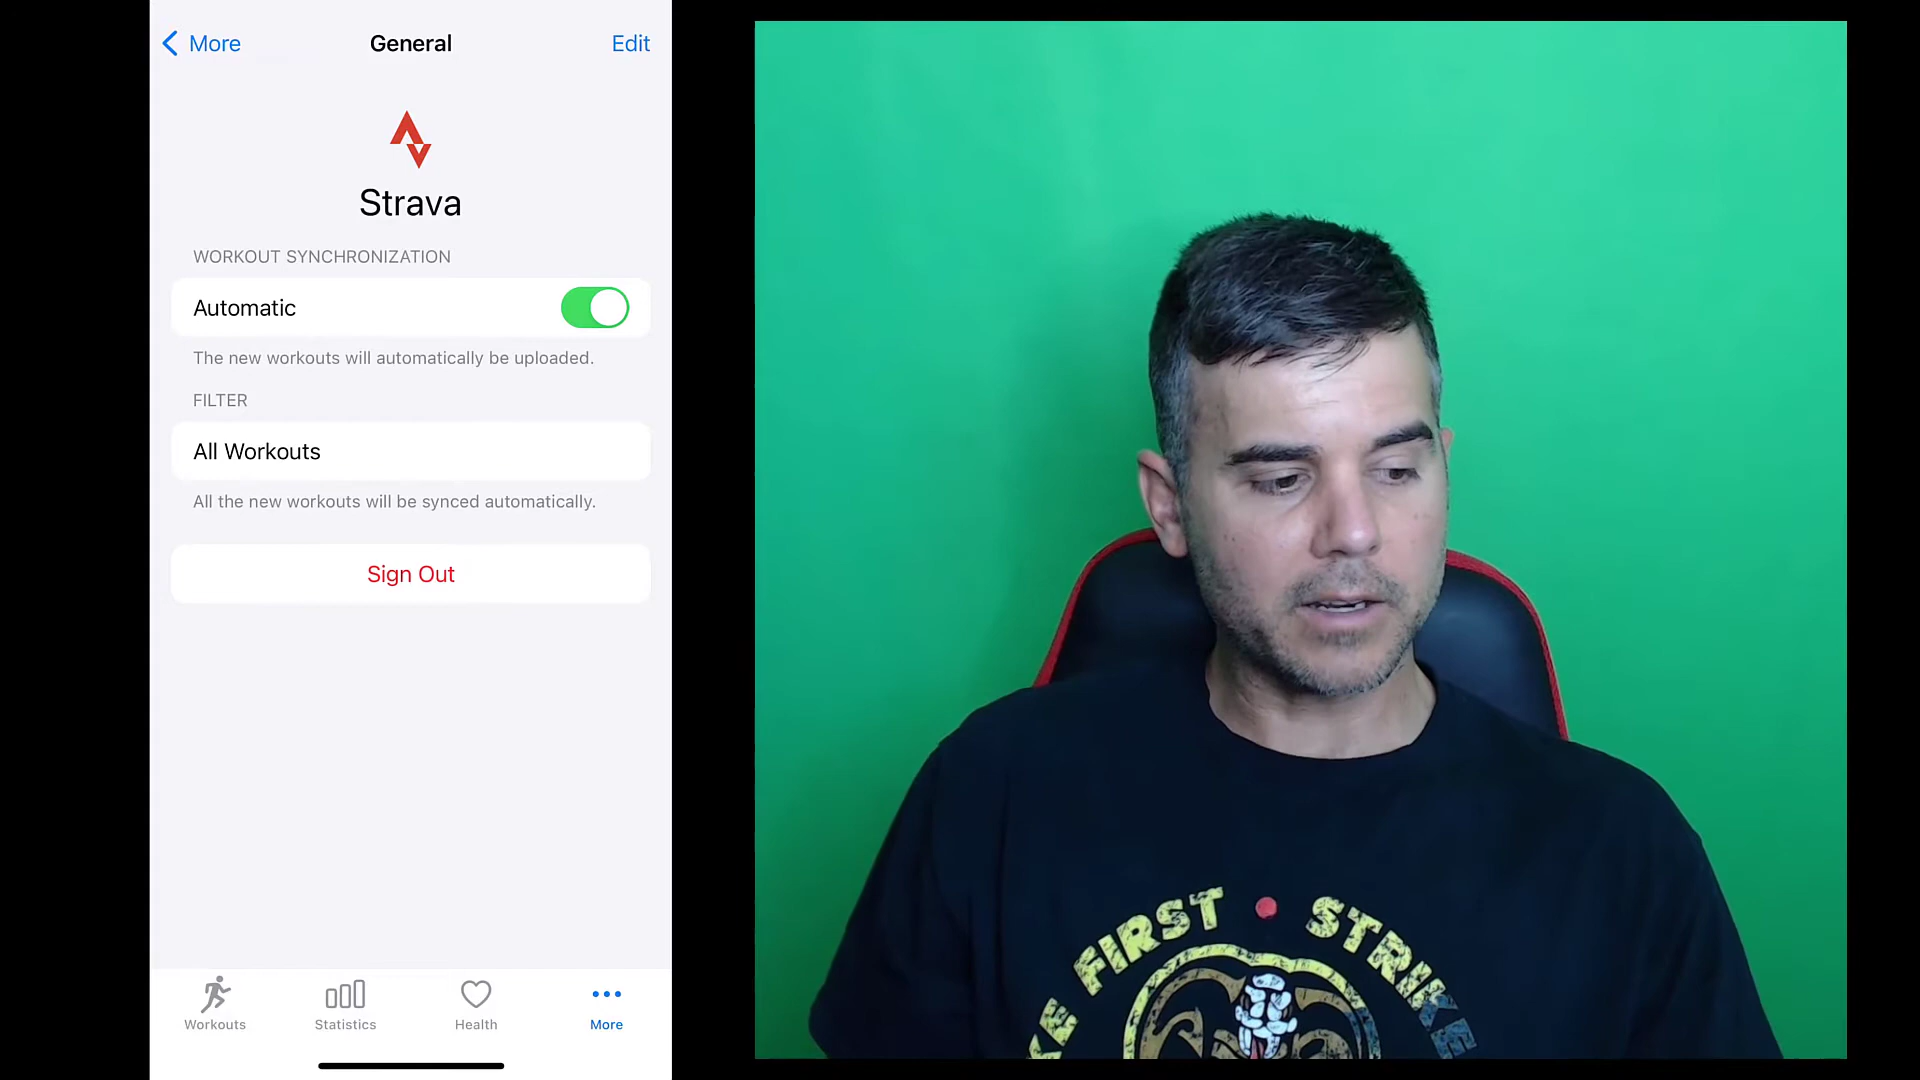 More
General
Edit
Strava
WORKOUT SYNCHRONIZATION
Automatic
The new workouts will automatically be uploaded.
FILTER
All Workouts
All the new workouts will be synced automatically.
Sign Out
Workouts
Statistics
Health
More
FIRST • STRIKE